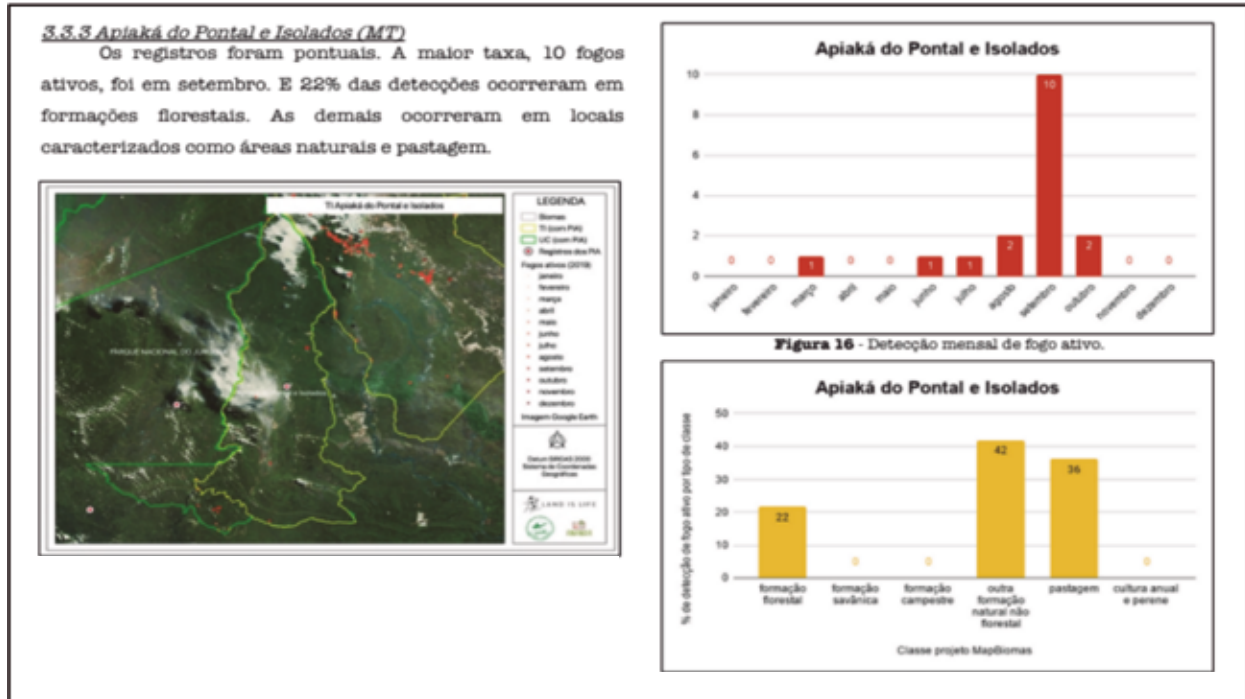 3.3.3 Apiaká do Pontal e Isolados (MT)
Os registros foram pontuais. A maior taxa, 10 fogos
ativos, foi em setembro. E 22% das detecções ocorreram em
formações florestais. As demais ocorreram em locais
caracterizados como áreas naturais e pastagem.
TI Apiaká do Pontal e Isolados
PARQUE NACIONAL DO
LEGENDA
Biomas
TI (com PIA)
UC (com PIA)
Registros dos PIA
Fogos ativos (2019)
janeiro
fevereiro
março
abril
maio
junho
julho
agosto
setembro
outubro
novembro
dezembro
Imagem Google Earth
Datum SIRGAS 2000
Sistema de Coordenadas
Geográficas
LAND IS LIFE
Apiaká do Pontal e Isolados
10
8
6
4
2
0
0 0 1 0 0 1 1 2 10 2 0 0
janeiro fevereiro março abril maio junho julho agosto setembro outubro novembro dezembro
Figura 16 - Detecção mensal de fogo ativo.
Apiaká do Pontal e Isolados
% de detecção de fogo ativo por tipo de classe
50
40
30
20
10
0
22 0 0 42 36 0
formação florestal
formação savânica
formação campestre
outra formação natural não florestal
pastagem
cultura anual e perene
Classe projeto MapBiomas